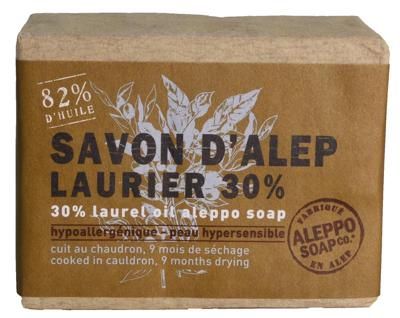 82%
D'HUILE
SAVON D'ALEP
LAURIER 30%
30% laurel oil aleppo soap
hypoallergénique - peau hypersensible
cuit au chaudron, 9 mois de séchage
cooked in cauldron, 9 months drying
FABRIQUÉ
ALEPPO
SOAP CO.
EN ALEP